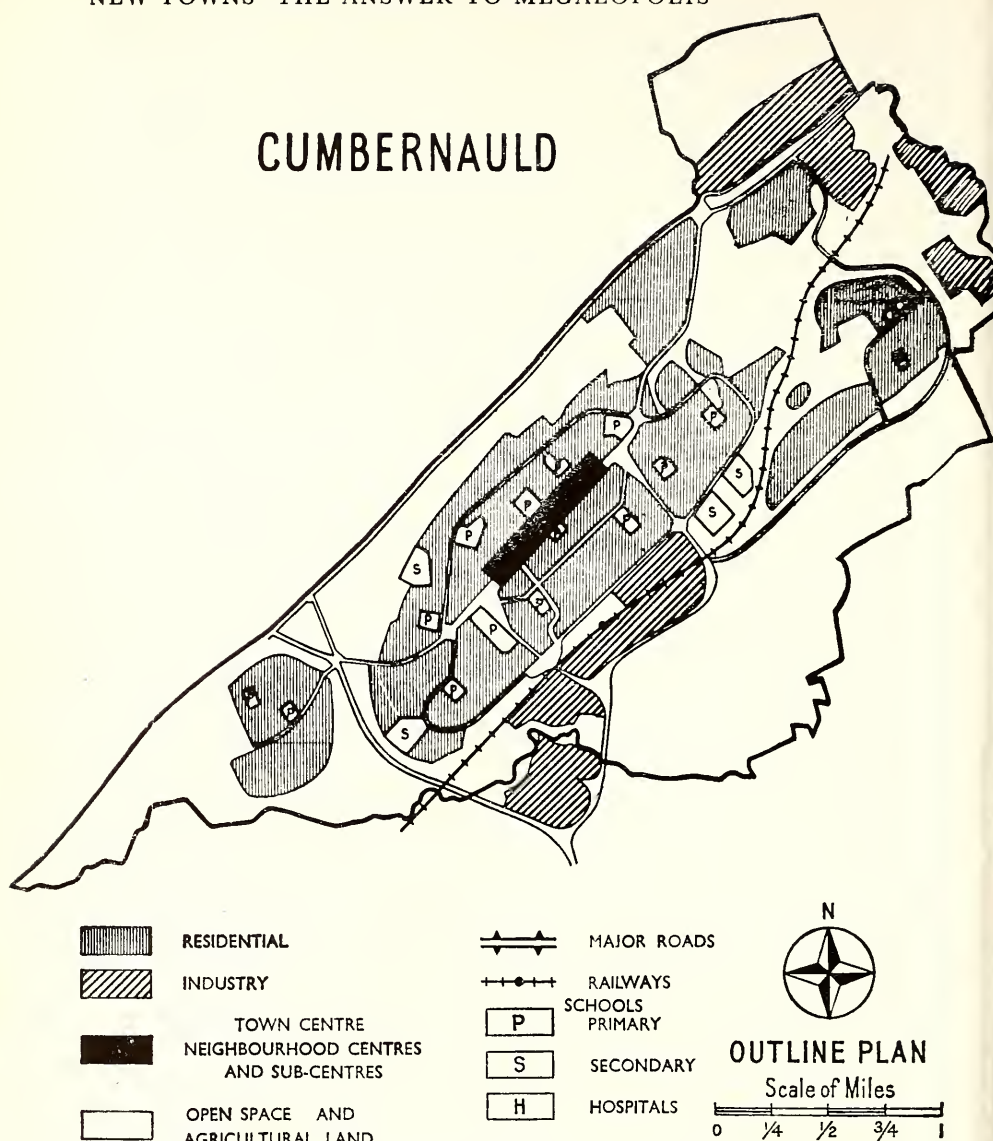 NEW TOWNS—THE ANSWER TO MEGALOPOLIS
CUMBERNAULD
P
P
P
P
S
P
P
P
S
P
S
S
RESIDENTIAL
INDUSTRY
TOWN CENTRE
NEIGHBOURHOOD CENTRES
AND SUB-CENTRES
OPEN SPACE AND
AGRICULTURAL LAND
MAJOR ROADS
RAILWAYS
SCHOOLS
P PRIMARY
S SECONDARY
H HOSPITALS
N
OUTLINE PLAN
Scale of Miles
0 1/4 1/2 3/4 1